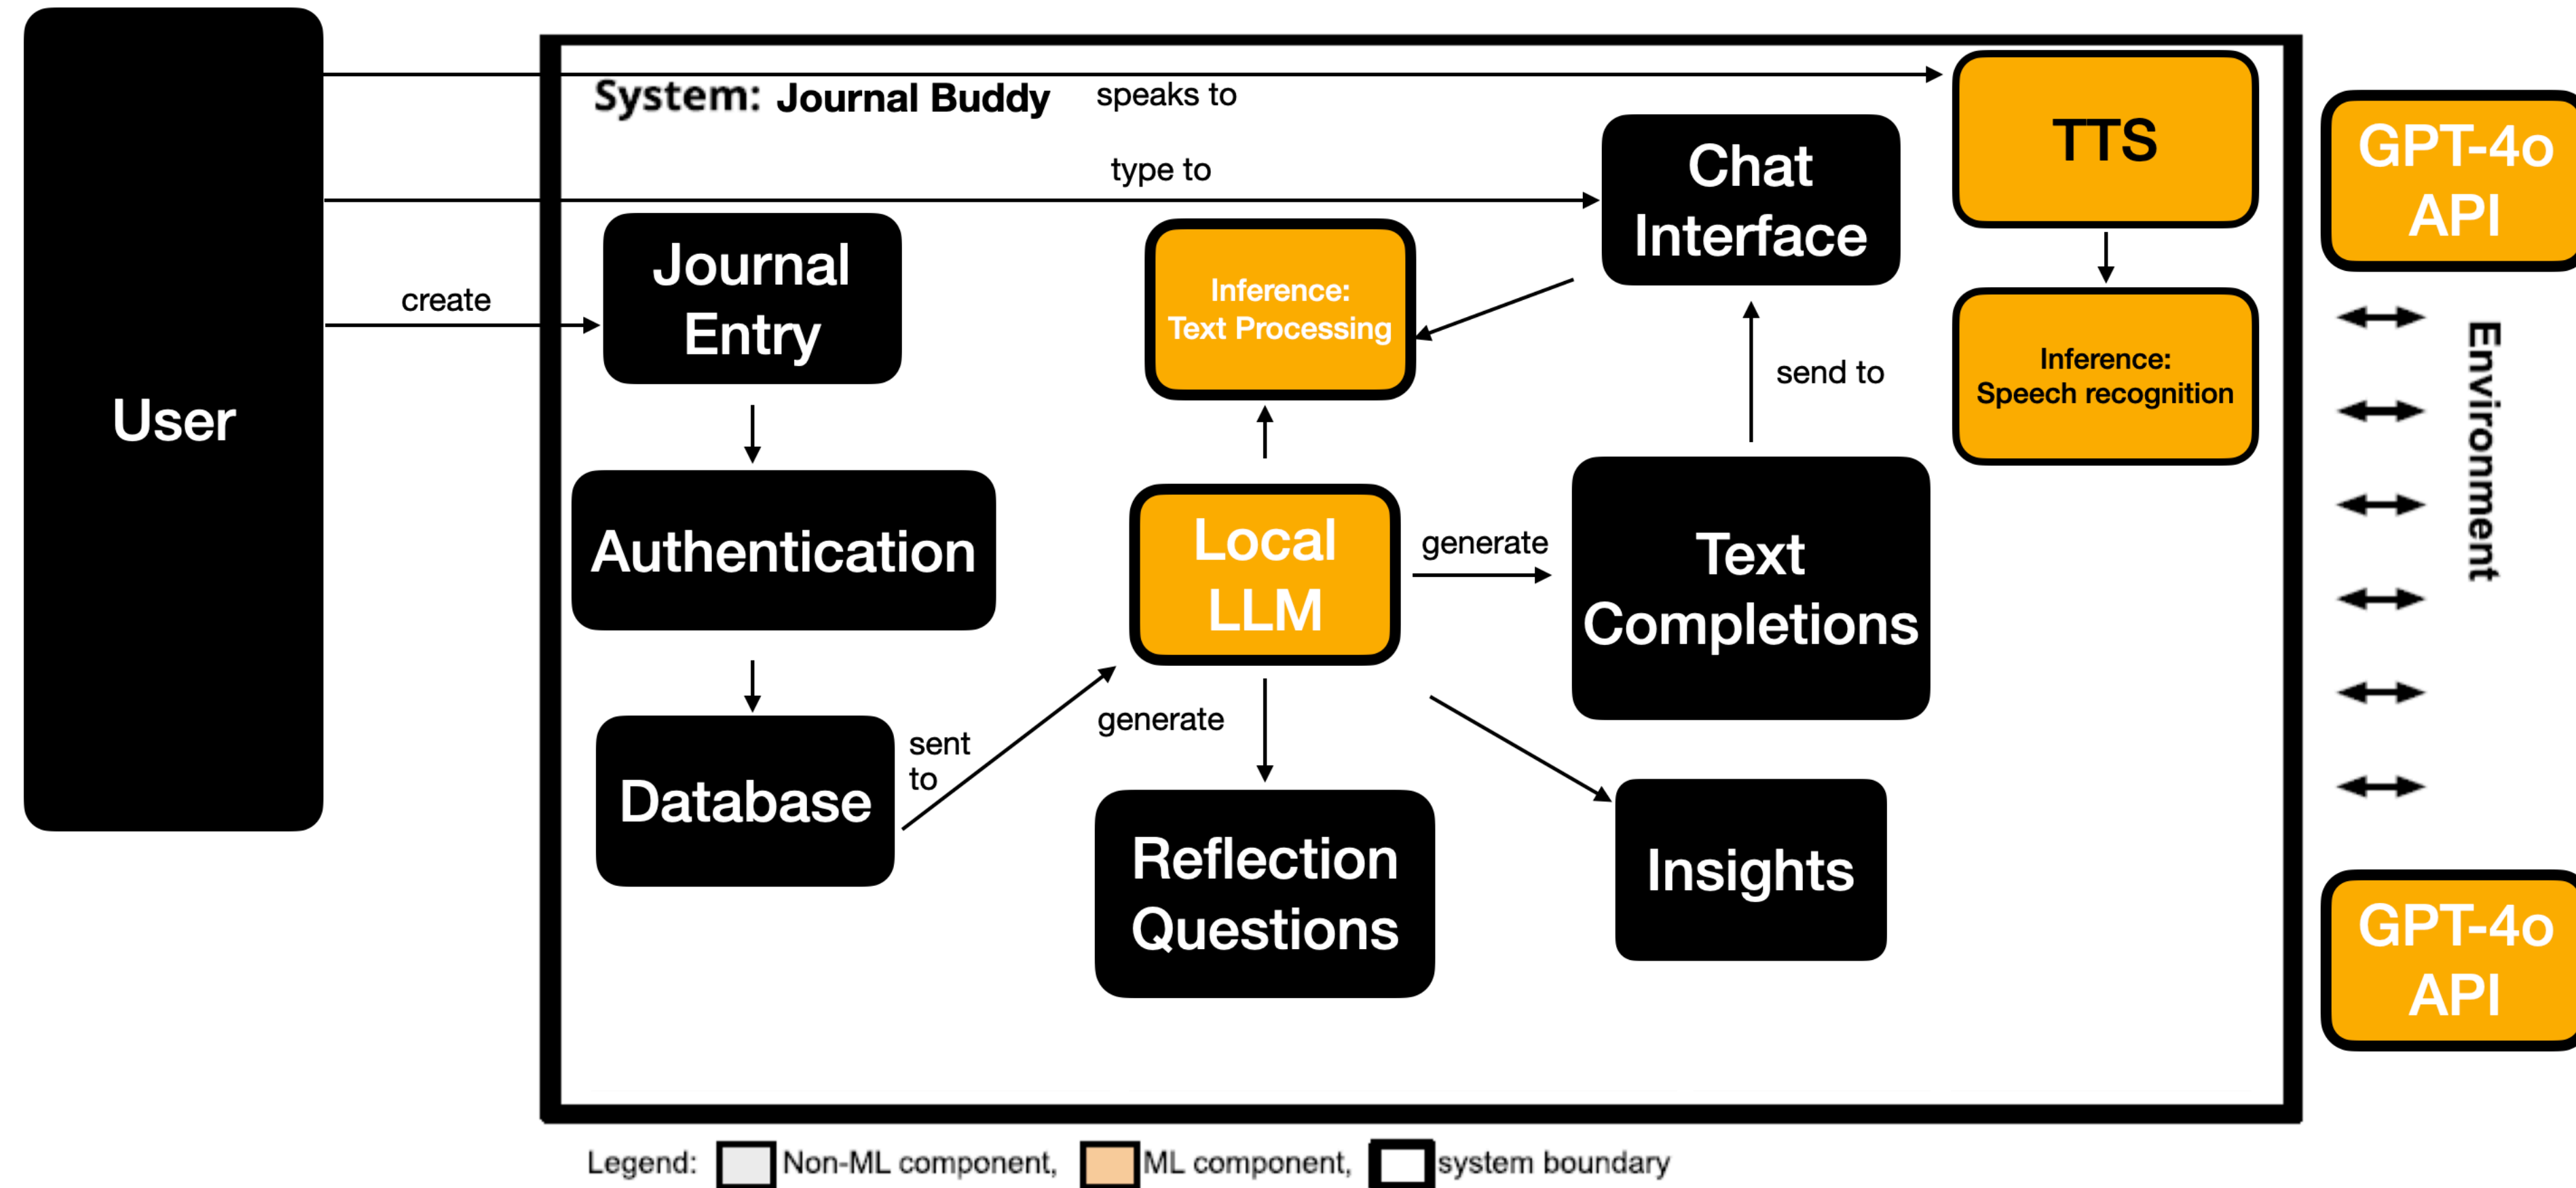 System: Journal Buddy
speaks to
TTS
GPT-4o
API
type to
Chat
Interface
Journal
Entry
create
Inference:
Text Processing
Inference:
Speech recognition
Environment
send to
User
Authentication
Local
LLM
generate
Text
Completions
sent
to
generate
Database
Reflection
Questions
Insights
GPT-4o
API
Legend: Non-ML component, ML component, system boundary